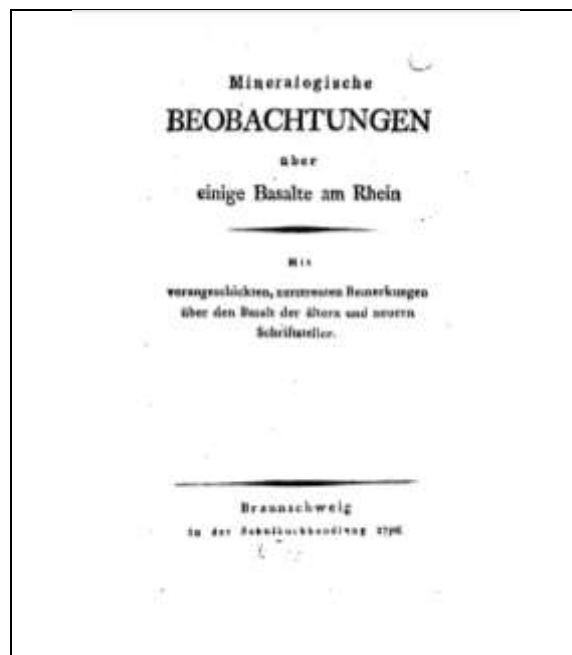 Mineralogische
BEOBACHTUNGEN
über
einige Basalte am Rhein
Mit
vorangeschickten, zerstreuten Bemerkungen
über den Basalt der ältern und neuern
Schriftsteller.
Braunschweig
in der Schulbuchhandlung